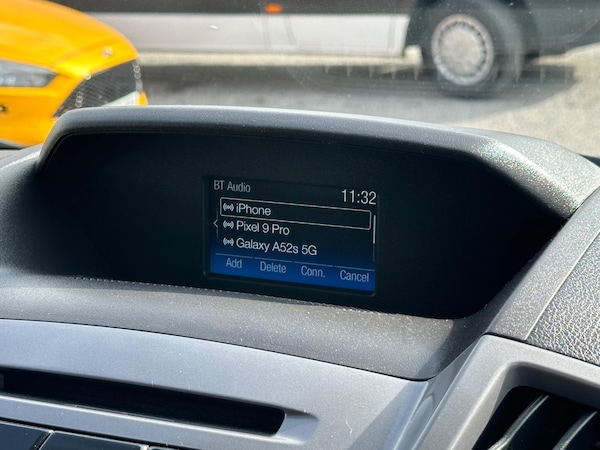 BT Audio 11:32
iPhone
Pixel 9 Pro
Galaxy A52s 5G
Add Delete Conn. Cancel